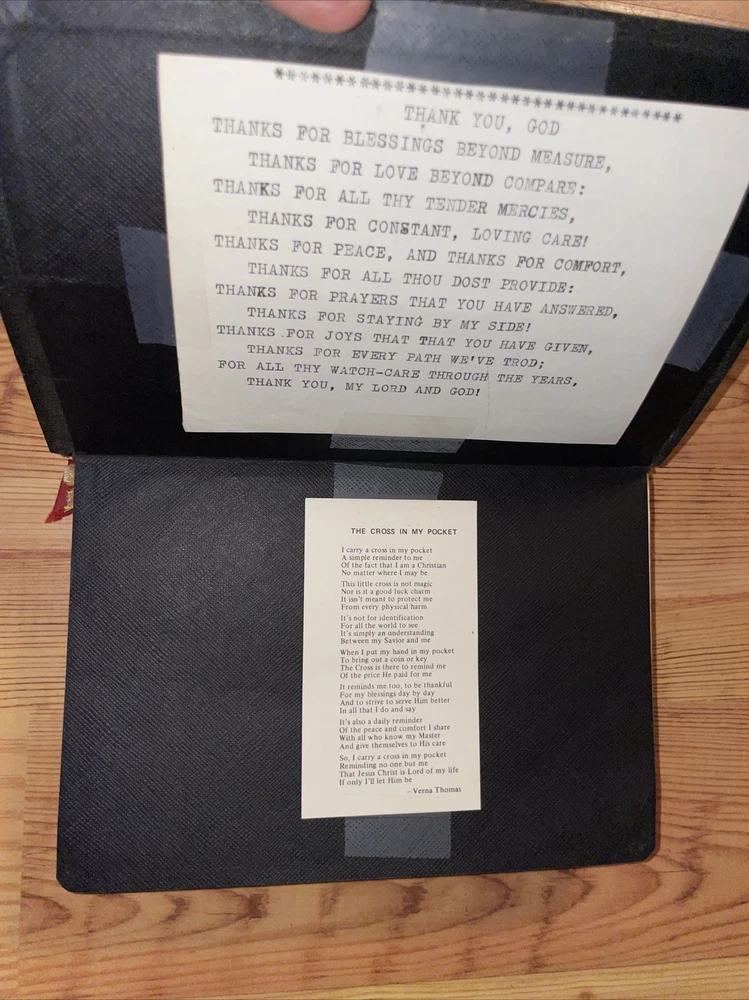 **********************************
THANK YOU, GOD
THANKS FOR BLESSINGS BEYOND MEASURE,
THANKS FOR LOVE BEYOND COMPARE:
THANKS FOR ALL THY TENDER MERCIES,
THANKS FOR CONSTANT, LOVING CARE!
THANKS FOR PEACE, AND THANKS FOR COMFORT,
THANKS FOR ALL THOU DOST PROVIDE:
THANKS FOR PRAYERS THAT YOU HAVE ANSWERED,
THANKS FOR STAYING BY MY SIDE!
THANKS FOR JOYS THAT THAT YOU HAVE GIVEN,
THANKS FOR EVERY PATH WE'VE TROD;
FOR ALL THY WATCH-CARE THROUGH THE YEARS,
THANK YOU, MY LORD AND GOD!
THE CROSS IN MY POCKET
I carry a cross in my pocket
A simple reminder to me
Of the fact that I am a Christian
No matter where I may be
This little cross is not magic
Nor is it a good luck charm
It isn't meant to protect me
From every physical harm
It's not for identification
For all the world to see
It's simply an understanding
Between my Savior and me
When I put my hand in my pocket
To bring out a coin or key
The Cross is there to remind me
Of the price He paid for me
It reminds me too, to be thankful
For my blessings day by day
And to strive to serve Him better
In all that I do and say
It's also a daily reminder
Of the peace and comfort I share
With all who know my Master
And give themselves to His care
So, I carry a cross in my pocket
Reminding no one but me
That Jesus Christ is Lord of my life
If only I'll let Him be
—Verna Thomas